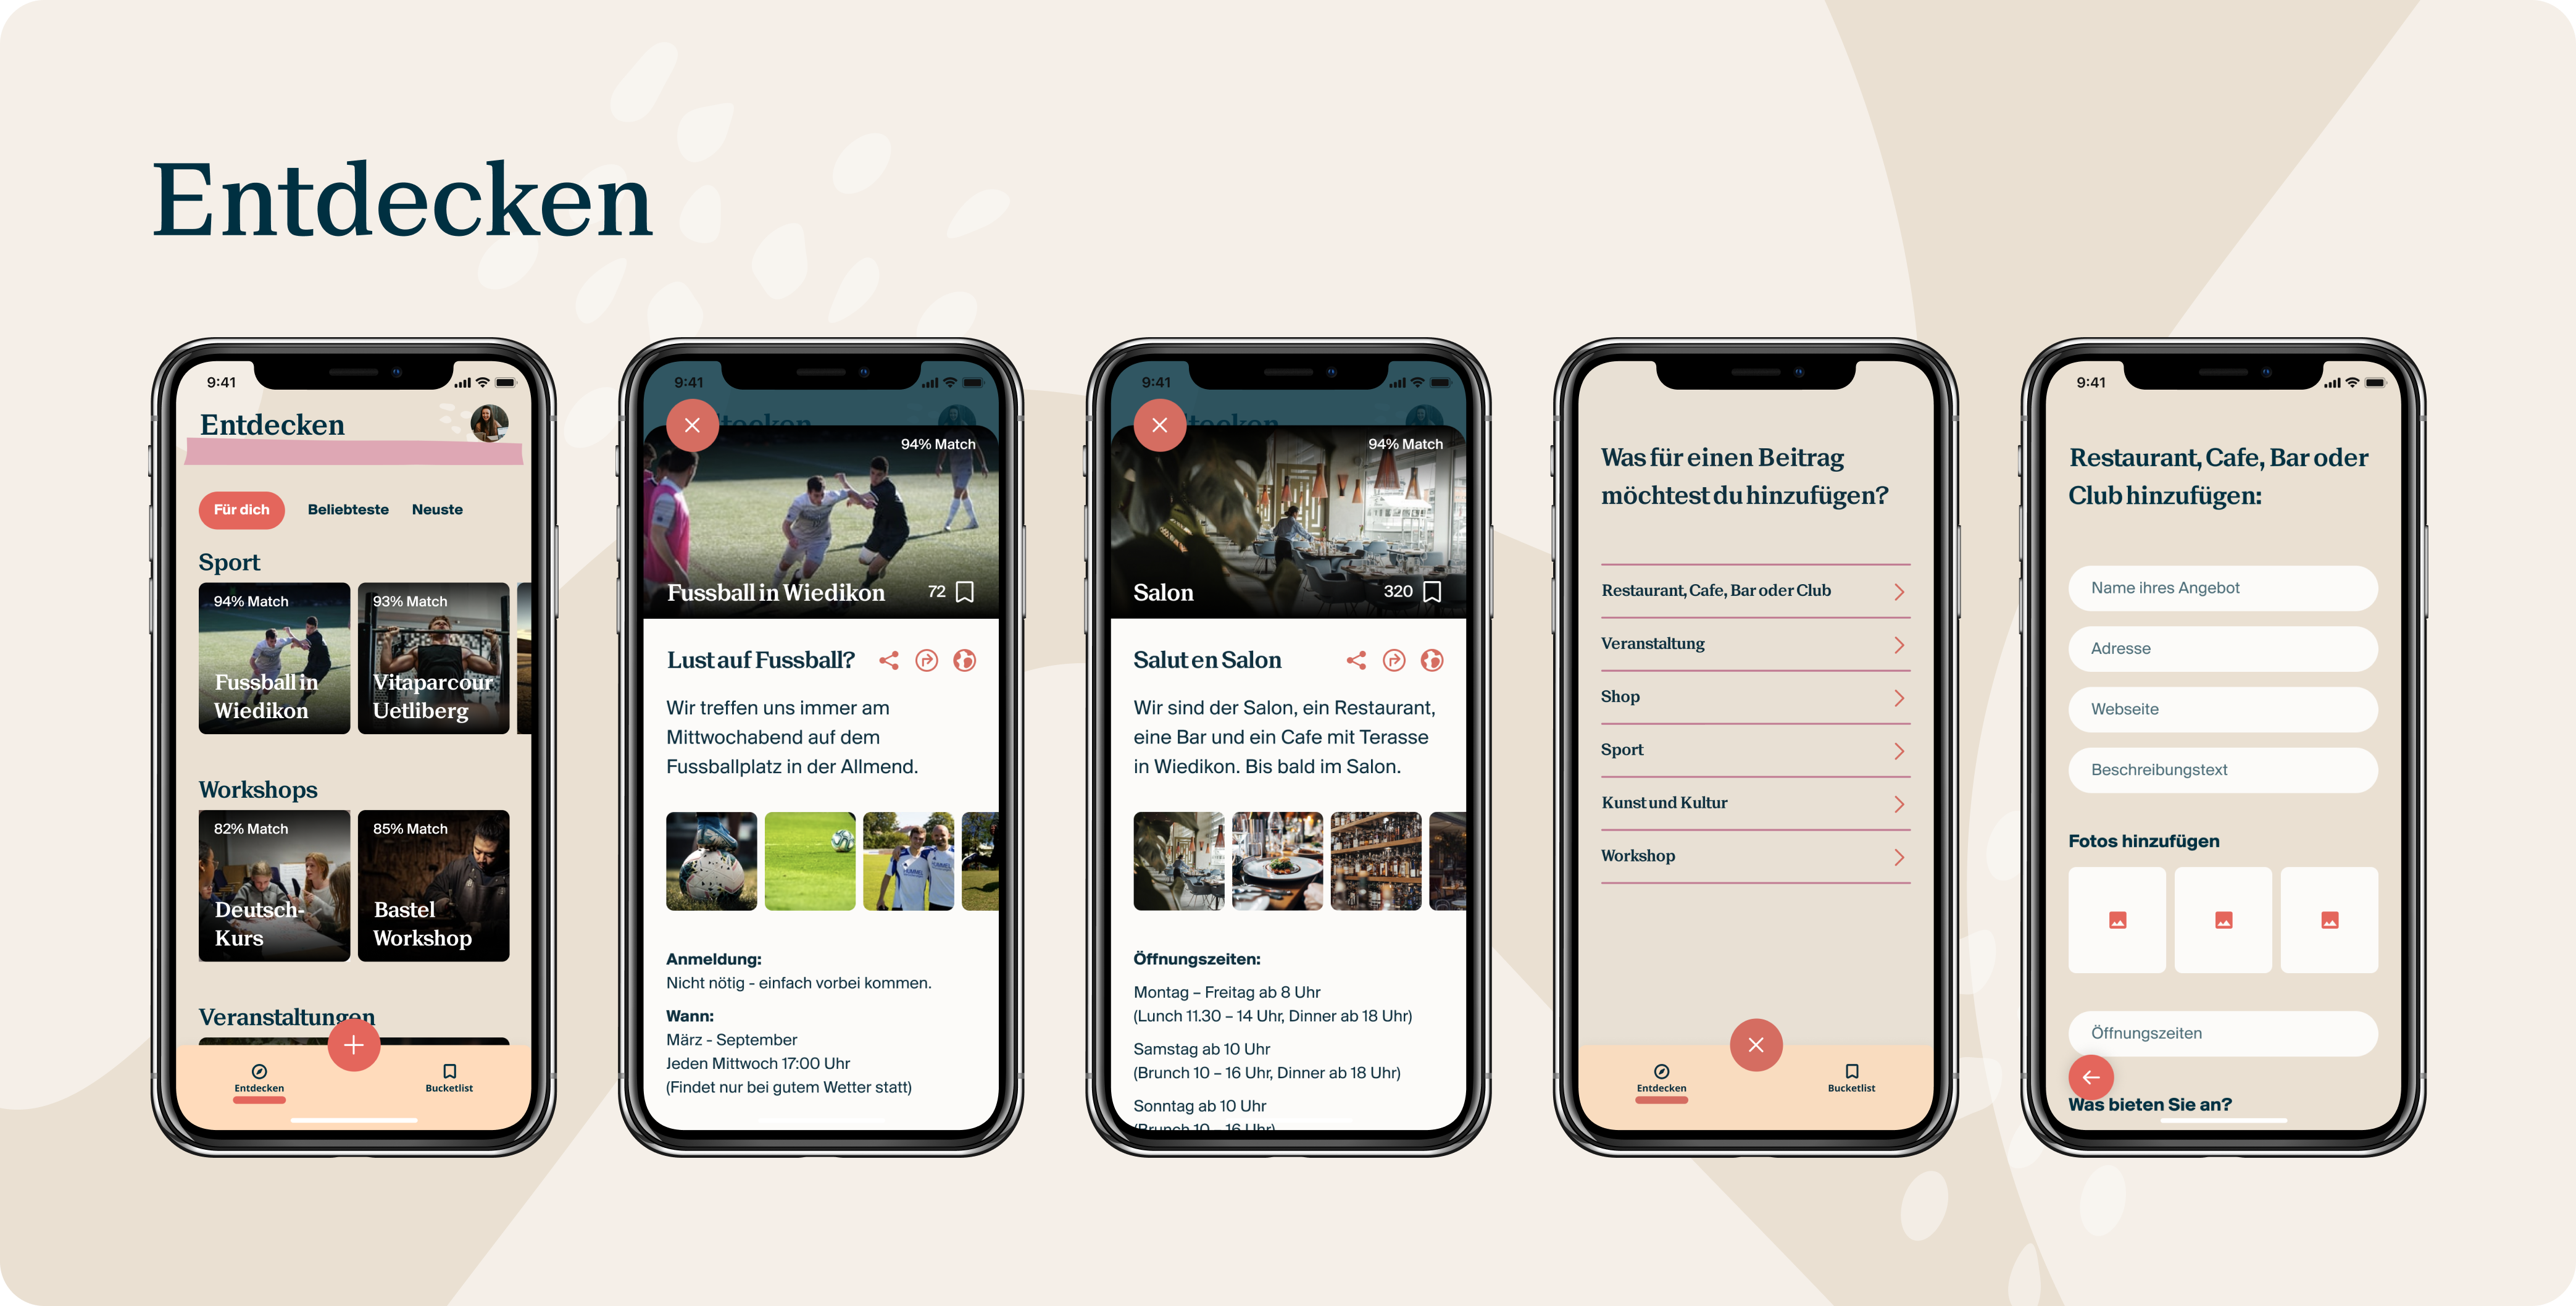 Entdecken
9:41
Entdecken
Für dich Beliebteste Neuste
Sport
94% Match
Fussball in
Wiedikon
93% Match
Vitaparcour
Uetliberg
Workshops
82% Match
Deutsch-
Kurs
85% Match
Bastel
Workshop
Veranstaltungen
Entdecken
Bucketlist
9:41
94% Match
Fussball in Wiedikon
72
Lust auf Fussball?
Wir treffen uns immer am
Mittwochabend auf dem
Fussballplatz in der Allmend.
Anmeldung:
Nicht nötig - einfach vorbei kommen.
Wann:
März - September
Jeden Mittwoch 17:00 Uhr
(Findet nur bei gutem Wetter statt)
9:41
94% Match
Salon
320
Salut en Salon
Wir sind der Salon, ein Restaurant,
eine Bar und ein Cafe mit Terasse
in Wiedikon. Bis bald im Salon.
Öffnungszeiten:
Montag – Freitag ab 8 Uhr
(Lunch 11.30 – 14 Uhr, Dinner ab 18 Uhr)
Samstag ab 10 Uhr
(Brunch 10 – 16 Uhr, Dinner ab 18 Uhr)
Sonntag ab 10 Uhr
(Brunch 10 – 16 Uhr)
Was für einen Beitrag
möchtest du hinzufügen?
Restaurant, Cafe, Bar oder Club
Veranstaltung
Shop
Sport
Kunst und Kultur
Workshop
Entdecken
Bucketlist
9:41
Restaurant, Cafe, Bar oder
Club hinzufügen:
Name ihres Angebot
Adresse
Webseite
Beschreibungstext
Fotos hinzufügen
Öffnungszeiten
Was bieten Sie an?